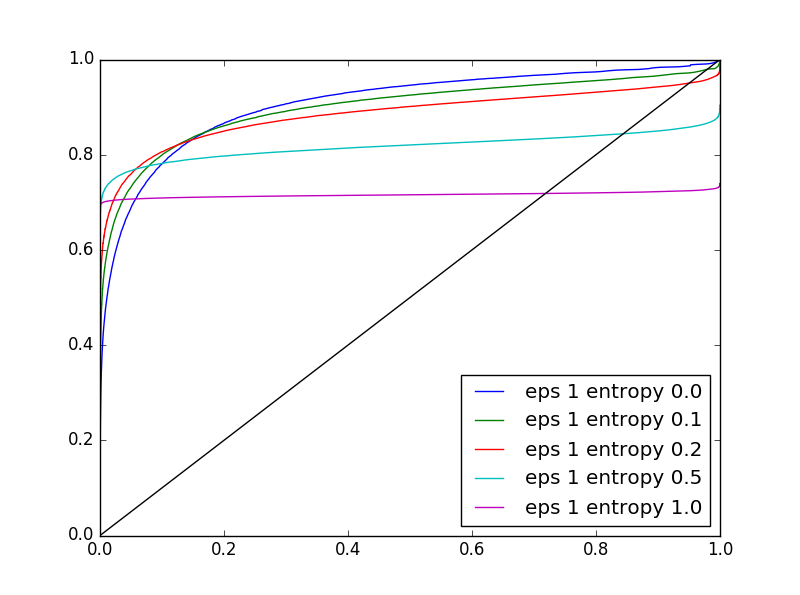 1.0
0.8
0.6
0.4
0.2
0.0
0.0 0.2 0.4 0.6 0.8 1.0
eps 1 entropy 0.0
eps 1 entropy 0.1
eps 1 entropy 0.2
eps 1 entropy 0.5
eps 1 entropy 1.0